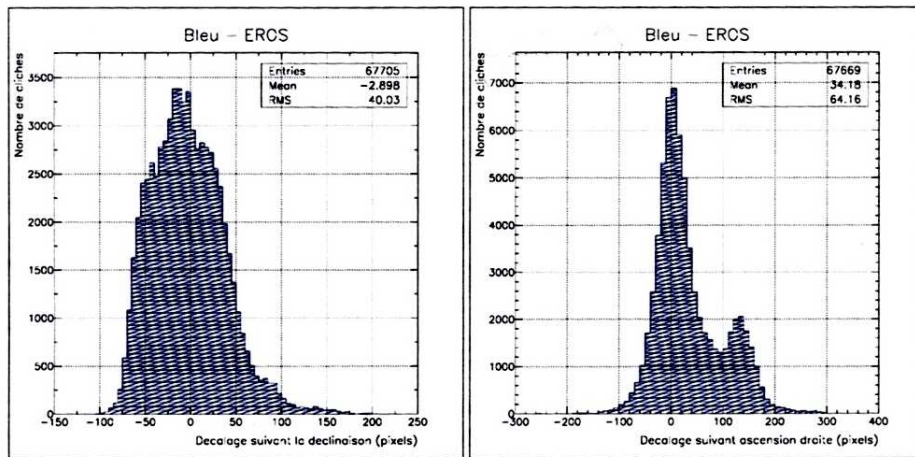 Bleu – EROS
Nombre de cliches
Entries 67705
Mean −2.898
RMS 40.03
3500
3000
2500
2000
1500
1000
500
0
−150 −100 −50 0 50 100 150 200 250
Decalage suivant la declinaison (pixels)
Bleu – EROS
Nombre de cliches
Entries 67669
Mean 34.18
RMS 64.16
7000
6000
5000
4000
3000
2000
1000
0
−300 −200 −100 0 100 200 300 400
Decalage suivant ascension droite (pixels)